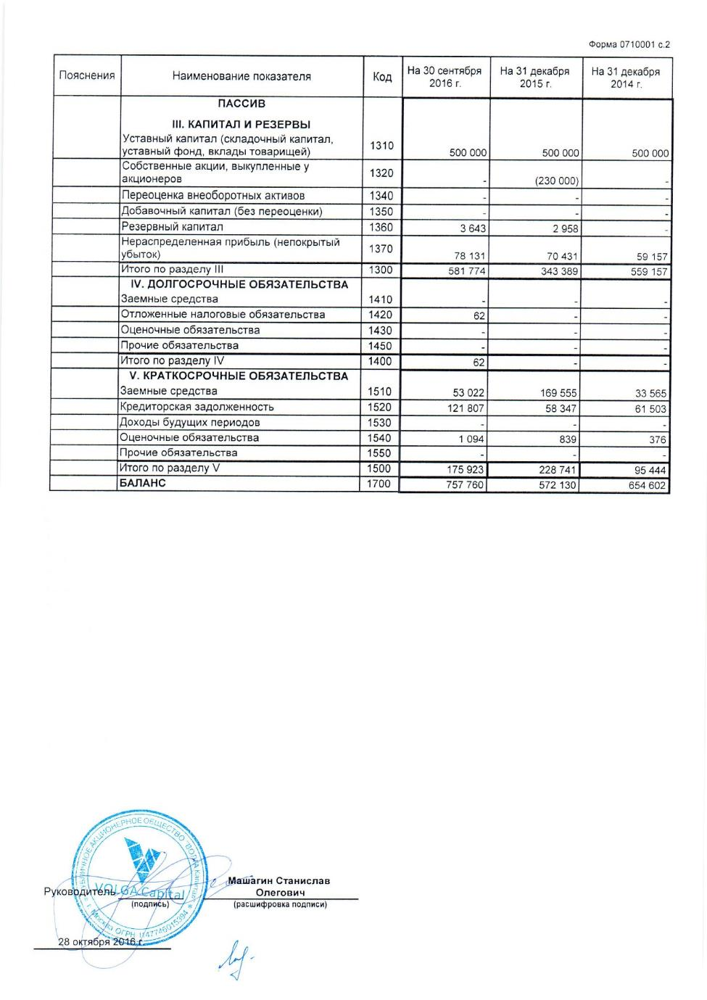 Форма 0710001 с.2
Пояснения Наименование показателя Код На 30 сентября 2016 г. На 31 декабря 2015 г. На 31 декабря 2014 г.
ПАССИВ
III. КАПИТАЛ И РЕЗЕРВЫ
Уставный капитал (складочный капитал,
уставный фонд, вклады товарищей) 1310 500 000 500 000 500 000
Собственные акции, выкупленные у
акционеров 1320 - (230 000) -
Переоценка внеоборотных активов 1340 - - -
Добавочный капитал (без переоценки) 1350 - - -
Резервный капитал 1360 3 643 2 958 -
Нераспределенная прибыль (непокрытый
убыток) 1370 78 131 70 431 59 157
Итого по разделу III 1300 581 774 343 389 559 157
IV. ДОЛГОСРОЧНЫЕ ОБЯЗАТЕЛЬСТВА
Заемные средства 1410 - - -
Отложенные налоговые обязательства 1420 62 - -
Оценочные обязательства 1430 - - -
Прочие обязательства 1450 - - -
Итого по разделу IV 1400 62 - -
V. КРАТКОСРОЧНЫЕ ОБЯЗАТЕЛЬСТВА
Заемные средства 1510 53 022 169 555 33 565
Кредиторская задолженность 1520 121 807 58 347 61 503
Доходы будущих периодов 1530 - - -
Оценочные обязательства 1540 1 094 839 376
Прочие обязательства 1550 - - -
Итого по разделу V 1500 175 923 228 741 95 444
БАЛАНС 1700 757 760 572 130 654 602
АКЦИОНЕРНОЕ ОБЩЕСТВО "ВОЛГА Капитал"
VOLGA Capital
г. Москва ОГРН 1147746015394
Машагин Станислав
Руководитель Олегович
(подпись) (расшифровка подписи)
28 октября 2016 г.